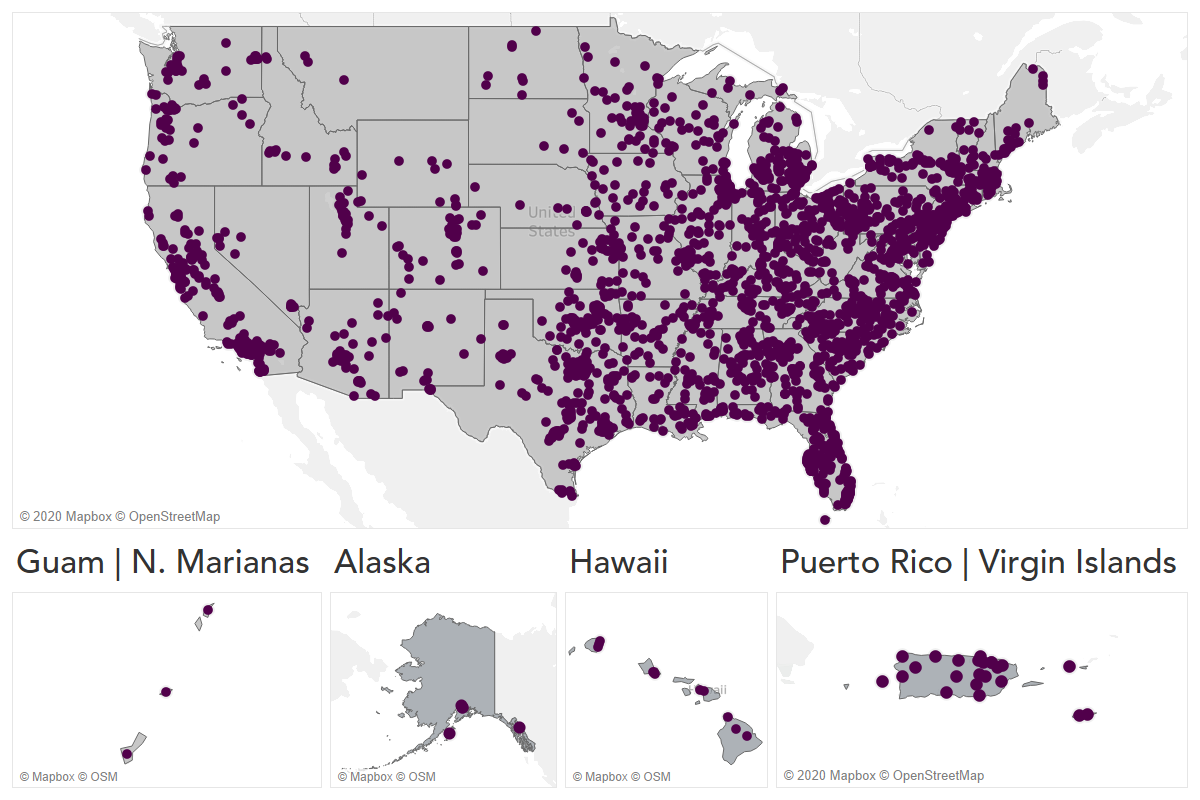 United
States
© 2020 Mapbox © OpenStreetMap
Guam | N. Marianas
Alaska
Hawaii
Puerto Rico | Virgin Islands
Hawaii
© Mapbox © OSM
© Mapbox © OSM
© Mapbox © OSM
© 2020 Mapbox © OpenStreetMap